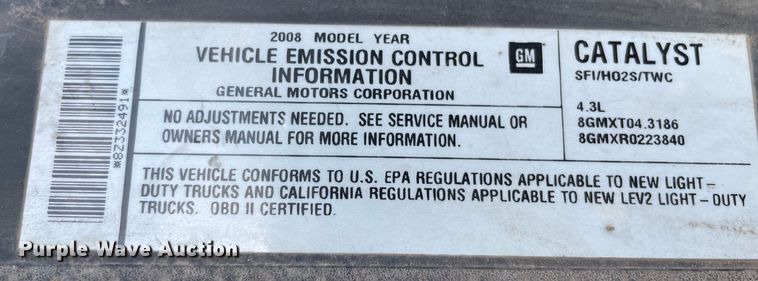 2008 MODEL YEAR
VEHICLE EMISSION CONTROL
INFORMATION
GENERAL MOTORS CORPORATION
GM
CATALYST
SFI/HO2S/TWC
4.3L
8GMXT04.3186
8GMXR0223840
NO ADJUSTMENTS NEEDED. SEE SERVICE MANUAL OR
OWNERS MANUAL FOR MORE INFORMATION.
THIS VEHICLE CONFORMS TO U.S. EPA REGULATIONS APPLICABLE TO NEW LIGHT-
DUTY TRUCKS AND CALIFORNIA REGULATIONS APPLICABLE TO NEW LEV2 LIGHT-DUTY
TRUCKS. OBD II CERTIFIED.
*8Z332491*
Purple Wave Auction